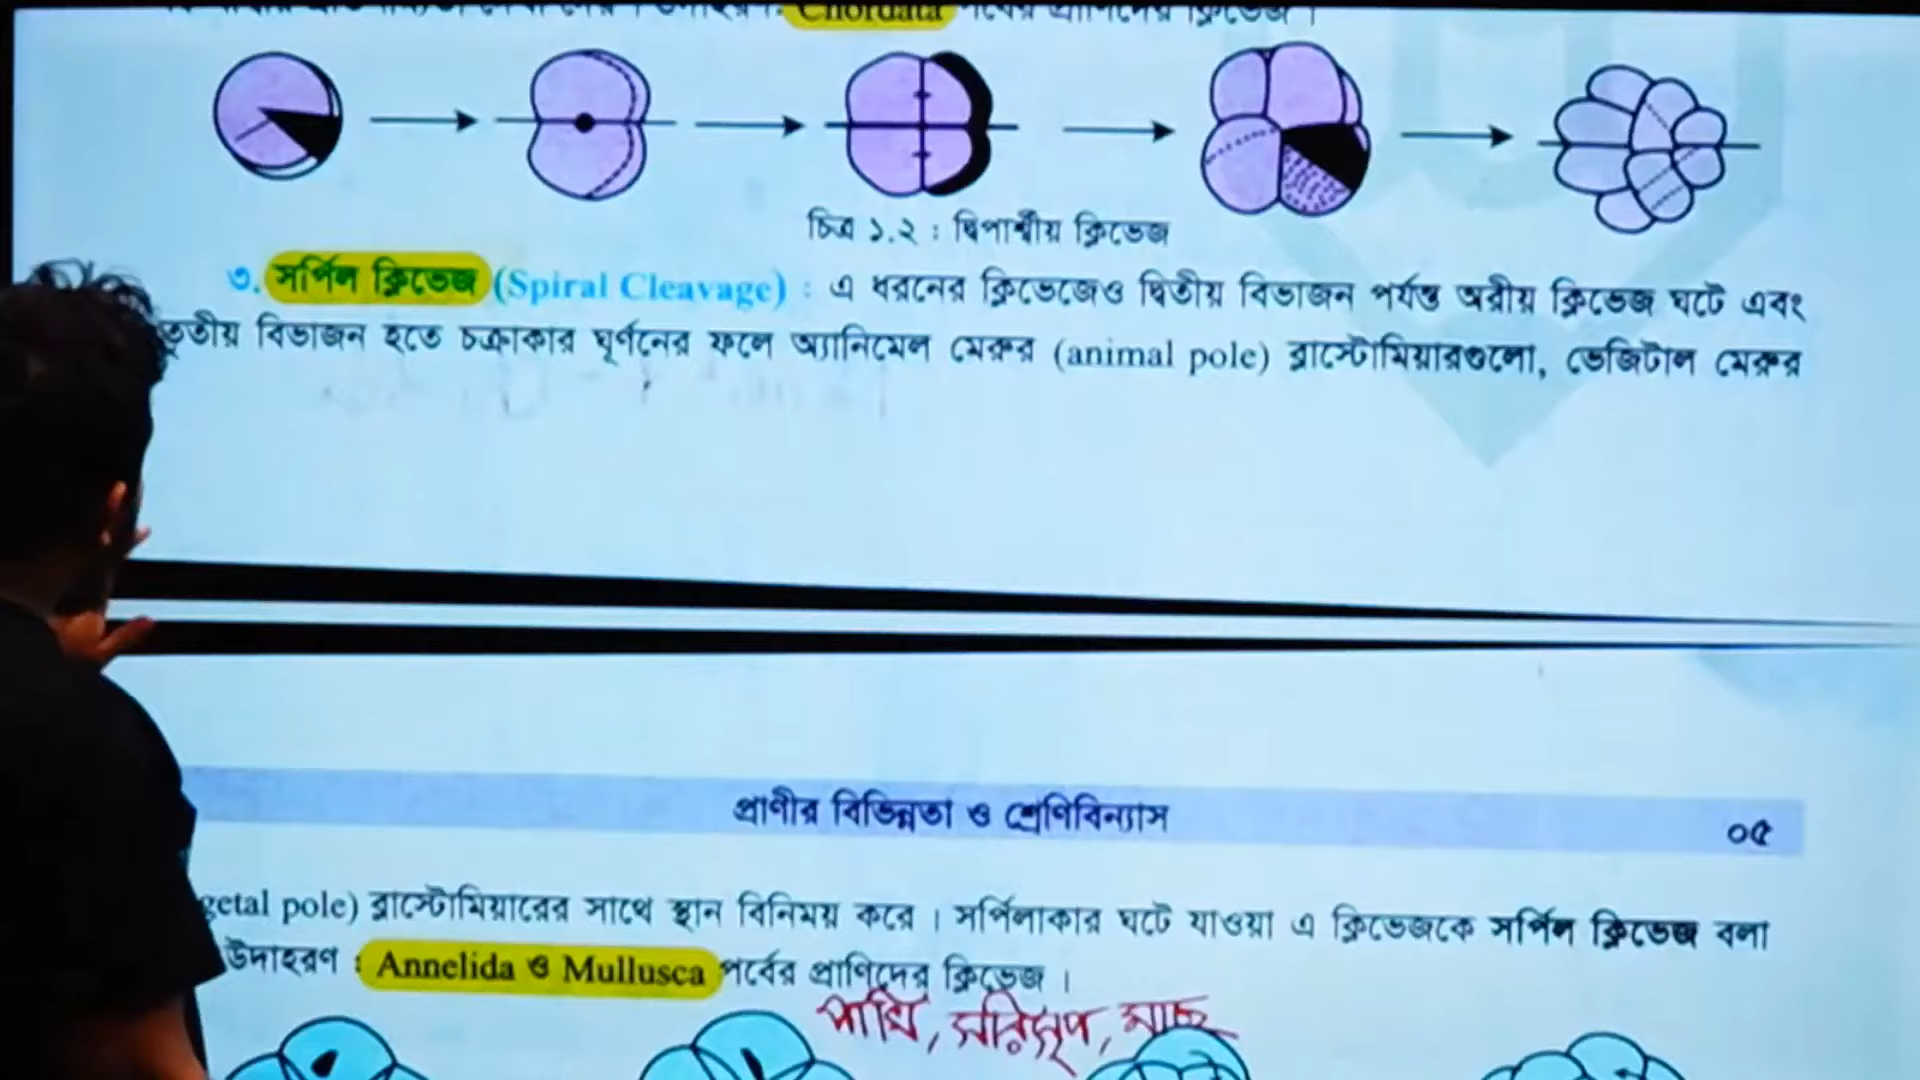 Chordata পর্বের প্রাণিদের ক্লিভেজ।
চিত্র ১.২ : দ্বিপার্শ্বীয় ক্লিভেজ
৩. সর্পিল ক্লিভেজ (Spiral Cleavage) : এ ধরনের ক্লিভেজেও দ্বিতীয় বিভাজন পর্যন্ত অরীয় ক্লিভেজ ঘটে এবং
তৃতীয় বিভাজন হতে চক্রাকার ঘূর্ণনের ফলে অ্যানিমেল মেরুর (animal pole) ব্লাস্টোমিয়ারগুলো, ভেজিটাল মেরুর
প্রাণীর বিভিন্নতা ও শ্রেণিবিন্যাস
০৫
getal pole) ব্লাস্টোমিয়ারের সাথে স্থান বিনিময় করে। সর্পিলাকার ঘটে যাওয়া এ ক্লিভেজকে সর্পিল ক্লিভেজ বলা
উদাহরণ : Annelida ও Mullusca পর্বের প্রাণিদের ক্লিভেজ।
পাখি, সরিসৃপ, মাছ